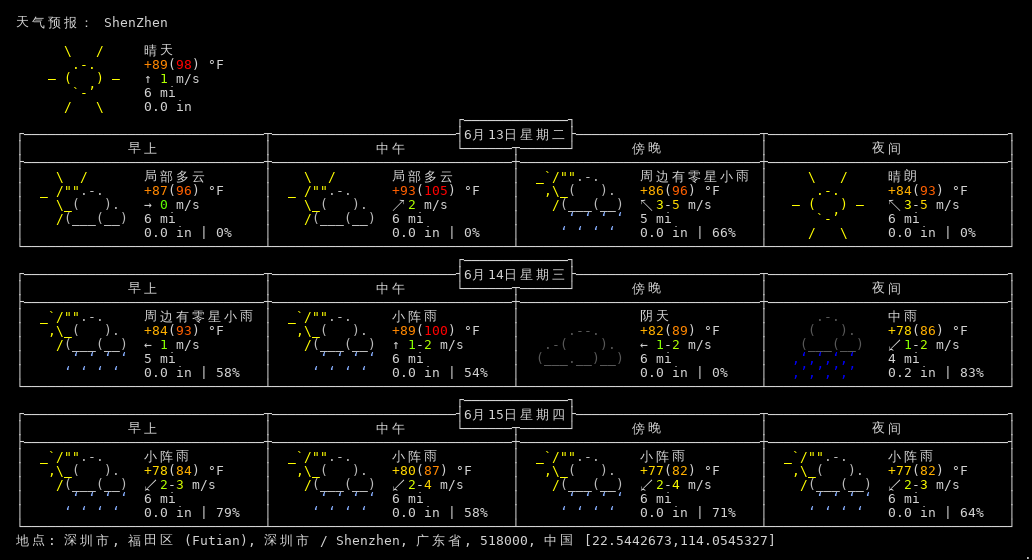 天气预报： ShenZhen
晴天
+89(98) °F
↑ 1 m/s
6 mi
0.0 in
6月13日星期二
早上 中午 傍晚 夜间
局部多云 局部多云 周边有零星小雨 晴朗
+87(96) °F +93(105) °F +86(96) °F +84(93) °F
→ 0 m/s ↗ 2 m/s ↖ 3-5 m/s ↖ 3-5 m/s
6 mi 6 mi 5 mi 6 mi
0.0 in | 0% 0.0 in | 0% 0.0 in | 66% 0.0 in | 0%
6月14日星期三
早上 中午 傍晚 夜间
周边有零星小雨 小阵雨 阴天 中雨
+84(93) °F +89(100) °F +82(89) °F +78(86) °F
← 1 m/s ↑ 1-2 m/s ← 1-2 m/s ↙ 1-2 m/s
5 mi 6 mi 6 mi 4 mi
0.0 in | 58% 0.0 in | 54% 0.0 in | 0% 0.2 in | 83%
6月15日星期四
早上 中午 傍晚 夜间
小阵雨 小阵雨 小阵雨 小阵雨
+78(84) °F +80(87) °F +77(82) °F +77(82) °F
↙ 2-3 m/s ↙ 2-4 m/s ↙ 2-4 m/s ↙ 2-3 m/s
6 mi 6 mi 6 mi 6 mi
0.0 in | 79% 0.0 in | 58% 0.0 in | 71% 0.0 in | 64%
地点: 深圳市, 福田区 (Futian), 深圳市 / Shenzhen, 广东省, 518000, 中国 [22.5442673,114.0545327]